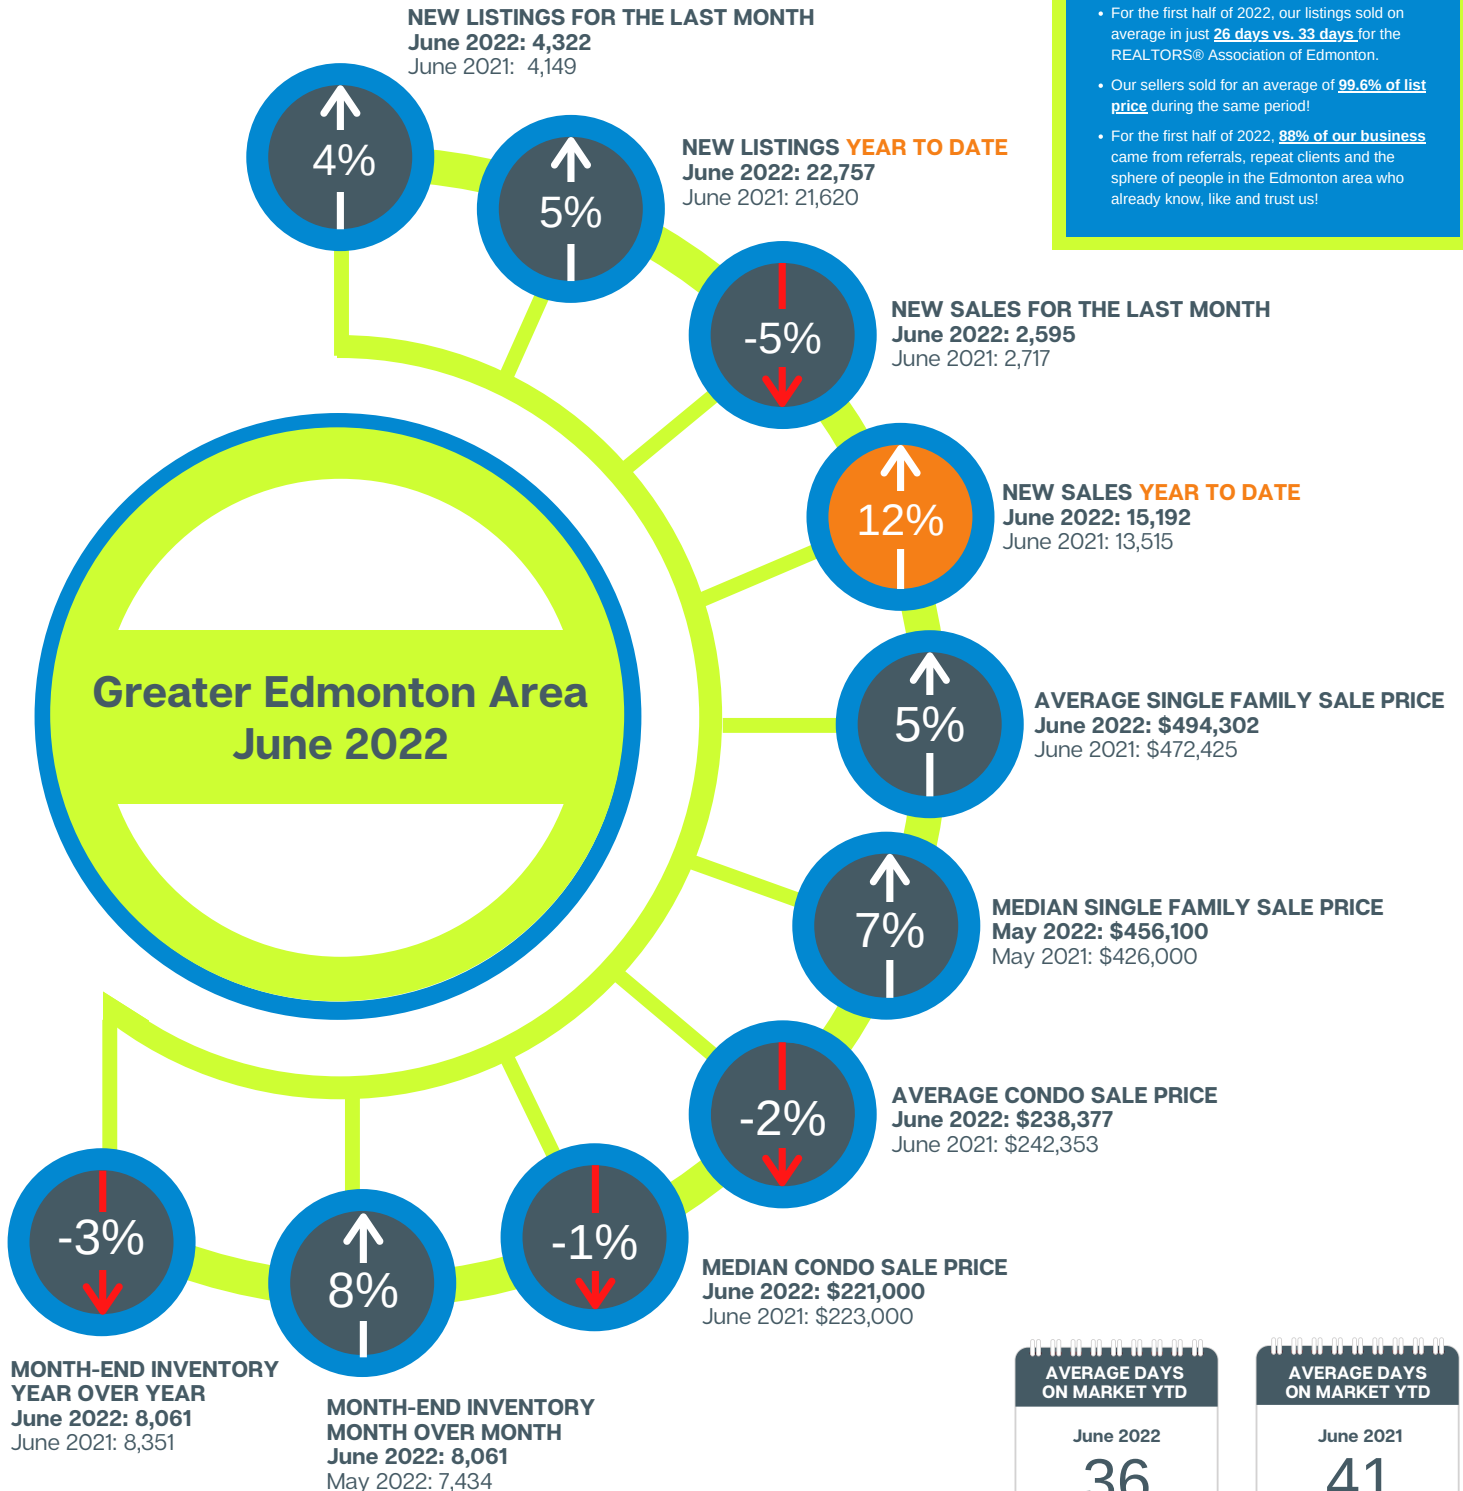 NEW LISTINGS FOR THE LAST MONTH
June 2022: 4,322
June 2021: 4,149
• For the first half of 2022, our listings sold on
average in just 26 days vs. 33 days for the
REALTORS® Association of Edmonton.
• Our sellers sold for an average of 99.6% of list
price during the same period!
• For the first half of 2022, 88% of our business
came from referrals, repeat clients and the
sphere of people in the Edmonton area who
already know, like and trust us!
4%
NEW LISTINGS YEAR TO DATE
June 2022: 22,757
June 2021: 21,620
5%
NEW SALES FOR THE LAST MONTH
June 2022: 2,595
June 2021: 2,717
-5%
NEW SALES YEAR TO DATE
June 2022: 15,192
June 2021: 13,515
12%
Greater Edmonton Area
June 2022
AVERAGE SINGLE FAMILY SALE PRICE
June 2022: $494,302
June 2021: $472,425
5%
MEDIAN SINGLE FAMILY SALE PRICE
May 2022: $456,100
May 2021: $426,000
7%
AVERAGE CONDO SALE PRICE
June 2022: $238,377
June 2021: $242,353
-2%
MEDIAN CONDO SALE PRICE
June 2022: $221,000
June 2021: $223,000
-1%
8%
MONTH-END INVENTORY
MONTH OVER MONTH
June 2022: 8,061
May 2022: 7,434
-3%
MONTH-END INVENTORY
YEAR OVER YEAR
June 2022: 8,061
June 2021: 8,351
AVERAGE DAYS
ON MARKET YTD
June 2022
36
AVERAGE DAYS
ON MARKET YTD
June 2021
41